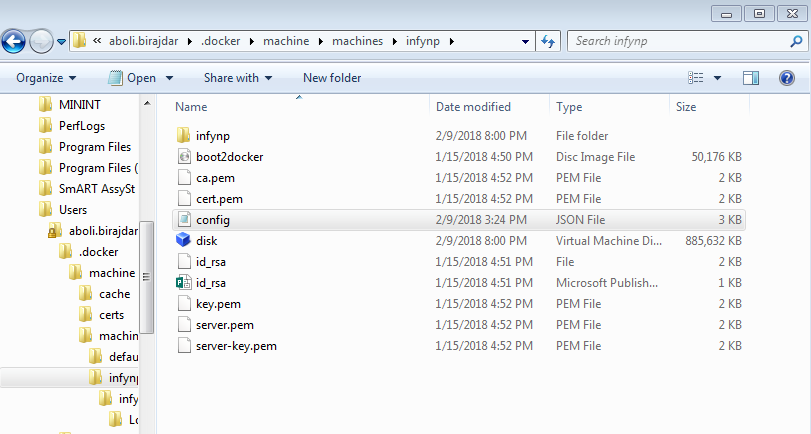 « aboli.birajdar ▸ .docker ▸ machine ▸ machines ▸ infynp ▸
Search infynp
Organize Open Share with New folder
Name Date modified Type Size
MININT
PerfLogs
Program Files
Program Files (
SmART AssySt
Users
aboli.birajdar
.docker
machine
cache
certs
machin
defau
infynp
infy
Lo
infynp 2/9/2018 8:00 PM File folder
boot2docker 1/15/2018 4:50 PM Disc Image File 50,176 KB
ca.pem 1/15/2018 4:52 PM PEM File 2 KB
cert.pem 1/15/2018 4:52 PM PEM File 2 KB
config 2/9/2018 3:24 PM JSON File 3 KB
disk 2/9/2018 8:00 PM Virtual Machine Di... 885,632 KB
id_rsa 1/15/2018 4:51 PM File 2 KB
id_rsa 1/15/2018 4:51 PM Microsoft Publish... 1 KB
key.pem 1/15/2018 4:52 PM PEM File 2 KB
server.pem 1/15/2018 4:52 PM PEM File 2 KB
server-key.pem 1/15/2018 4:52 PM PEM File 2 KB